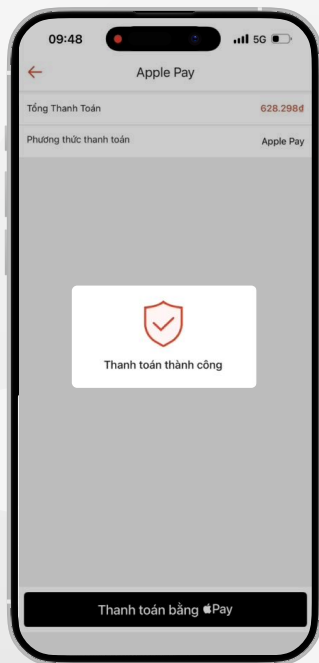 09:48
5G
Apple Pay
Tổng Thanh Toán
628.298đ
Phương thức thanh toán
Apple Pay
Thanh toán thành công
Thanh toán bằng Pay